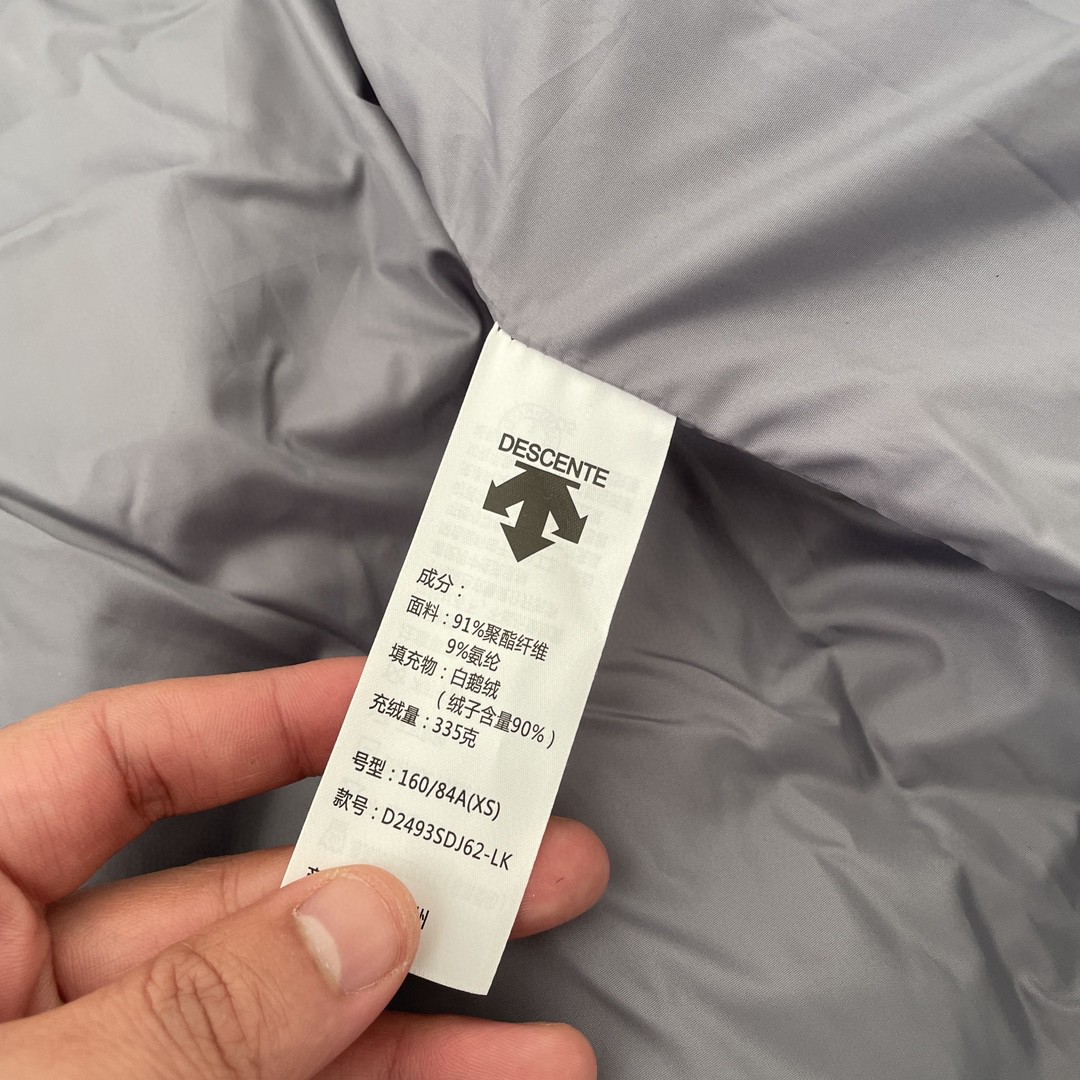 DESCENTE
成分：
面料：91%聚酯纤维
9%氨纶
填充物：白鹅绒
（绒子含量90%）
充绒量：335克
号型：160/84A(XS)
款号：D2493SDJ62-LK